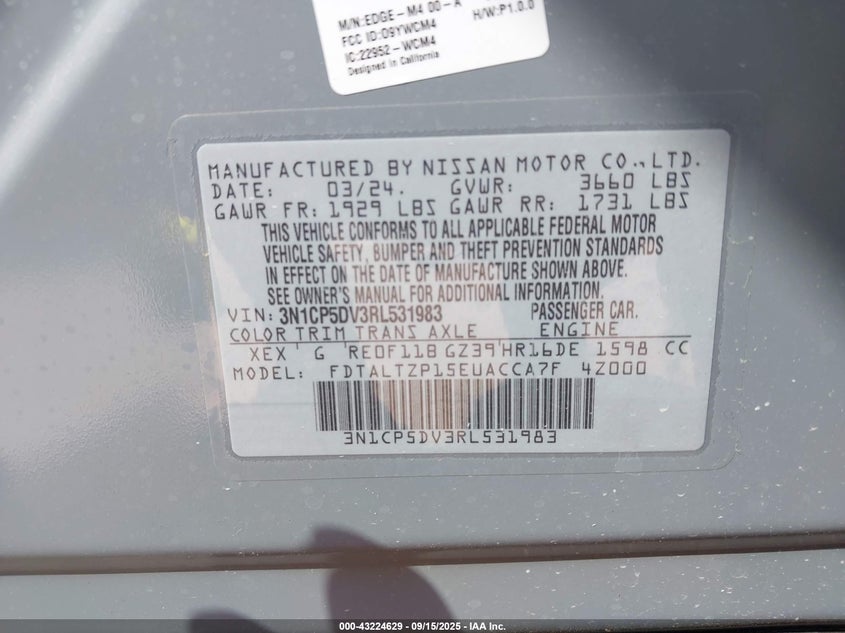 M/N:EDGE-M4 00-A
H/W:P1.0.0
FCC ID:O9YWCM4
IC:22952-WCM4
Designed in California
MANUFACTURED BY NISSAN MOTOR CO.,LTD.
DATE: 03/24. GVWR: 3660 LBS
GAWR FR: 1929 LBS GAWR RR: 1731 LBS
THIS VEHICLE CONFORMS TO ALL APPLICABLE FEDERAL MOTOR
VEHICLE SAFETY, BUMPER AND THEFT PREVENTION STANDARDS
IN EFFECT ON THE DATE OF MANUFACTURE SHOWN ABOVE.
SEE OWNER'S MANUAL FOR ADDITIONAL INFORMATION.
VIN: 3N1CP5DV3RL531983 PASSENGER CAR.
COLOR TRIM TRANS AXLE ENGINE
XEX G RE0F11B GZ39 HR16DE 1598 CC
MODEL: FDTALTZP15EUACCA7F 4Z000
3N1CP5DV3RL531983
000-43224629 - 09/15/2025 - IAA Inc.